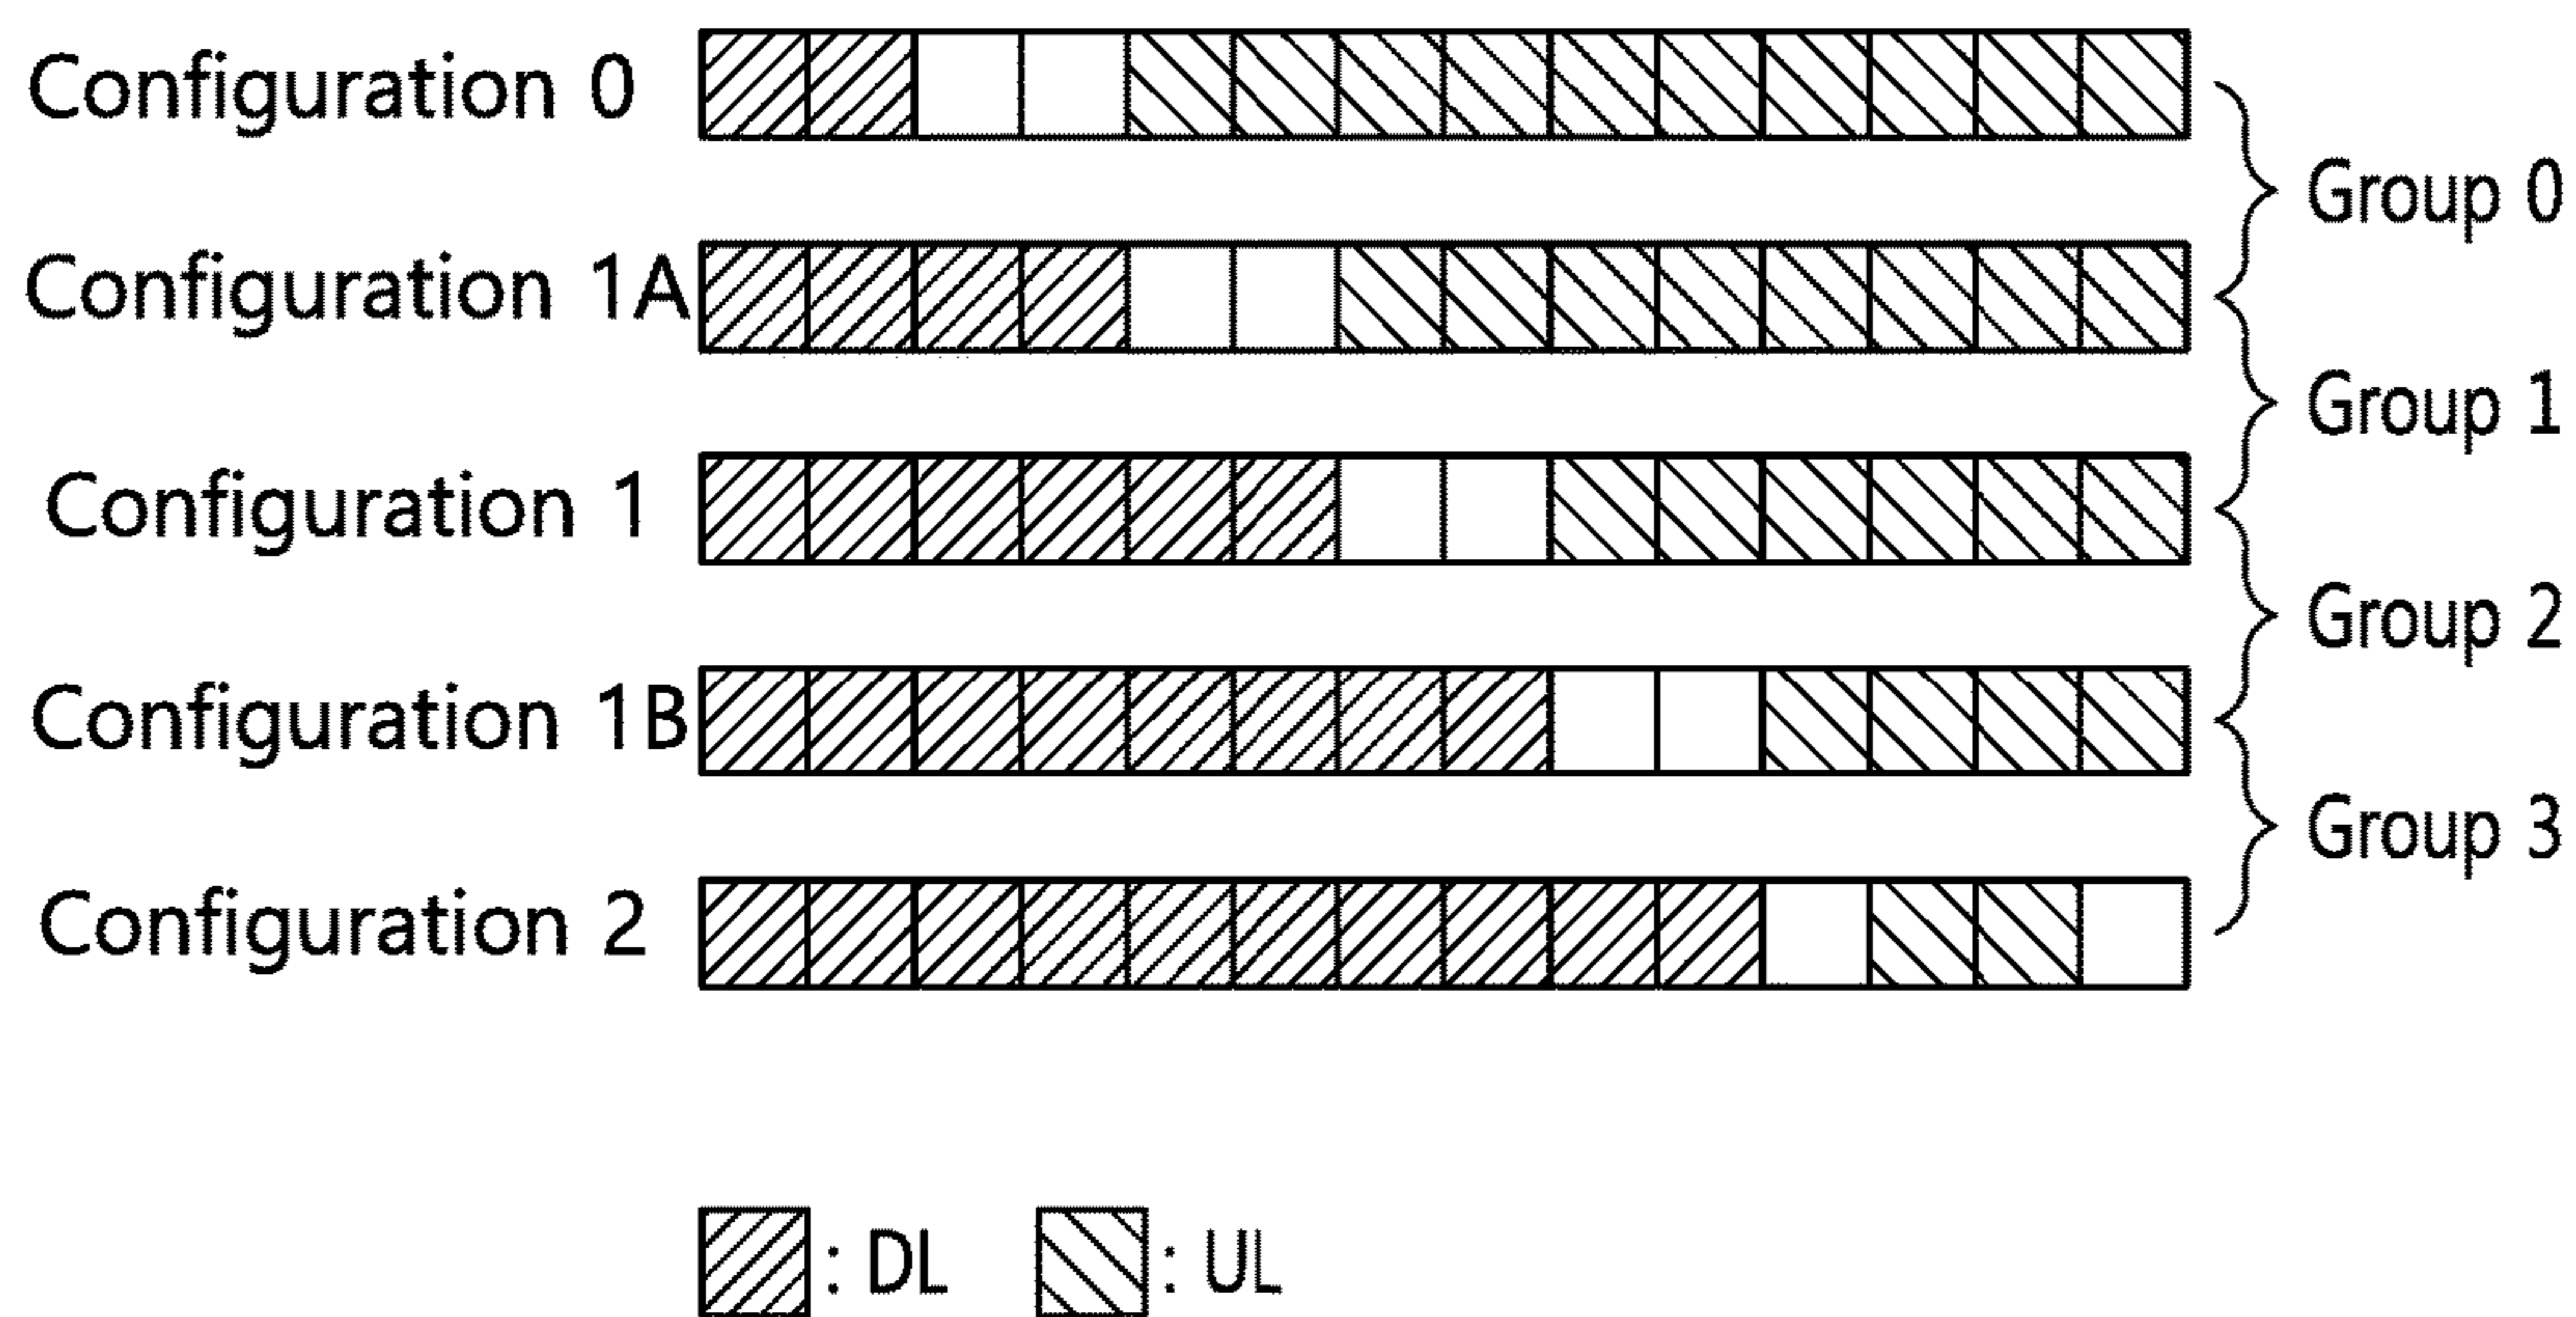 Configuration 0
Group 0
Configuration 1A
Group 1
Configuration 1
Group 2
Configuration 1B
Group 3
Configuration 2
: DL : UL